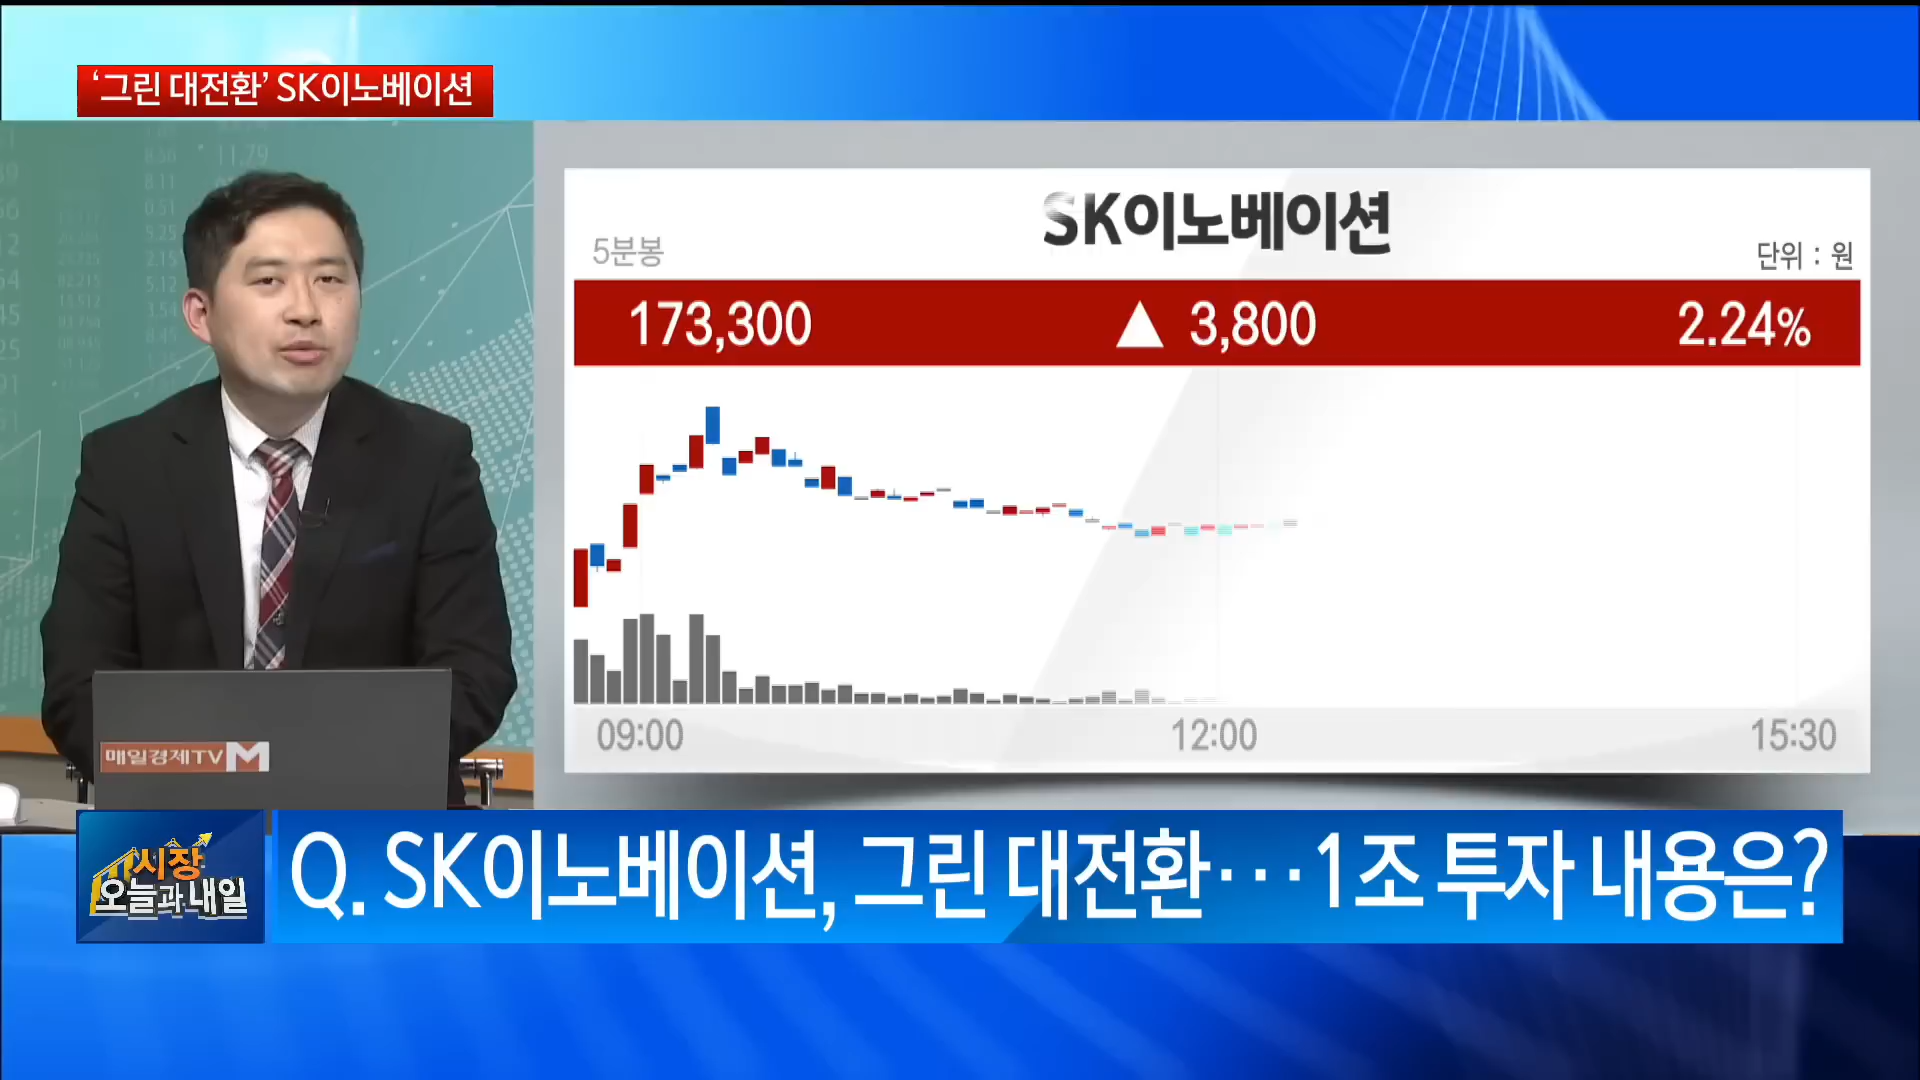 ‘그린 대전환’ SK이노베이션
SK이노베이션
5분봉
단위 : 원
173,300 ▲ 3,800 2.24%
09:00 12:00 15:30
매일경제TV M
시장
오늘과 내일
Q. SK이노베이션, 그린 대전환···1조 투자 내용은?